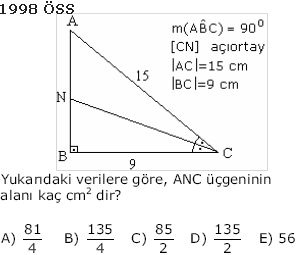 1998 ÖSS
A
m(AB̂C) = 90⁰
[CN] açıortay
|AC|=15 cm
|BC|=9 cm
15
N
B
C
9
Yukarıdaki verilere göre, ANC üçgeninin
alanı kaç cm² dir?
A) 81/4 B) 135/4 C) 85/2 D) 135/2 E) 56